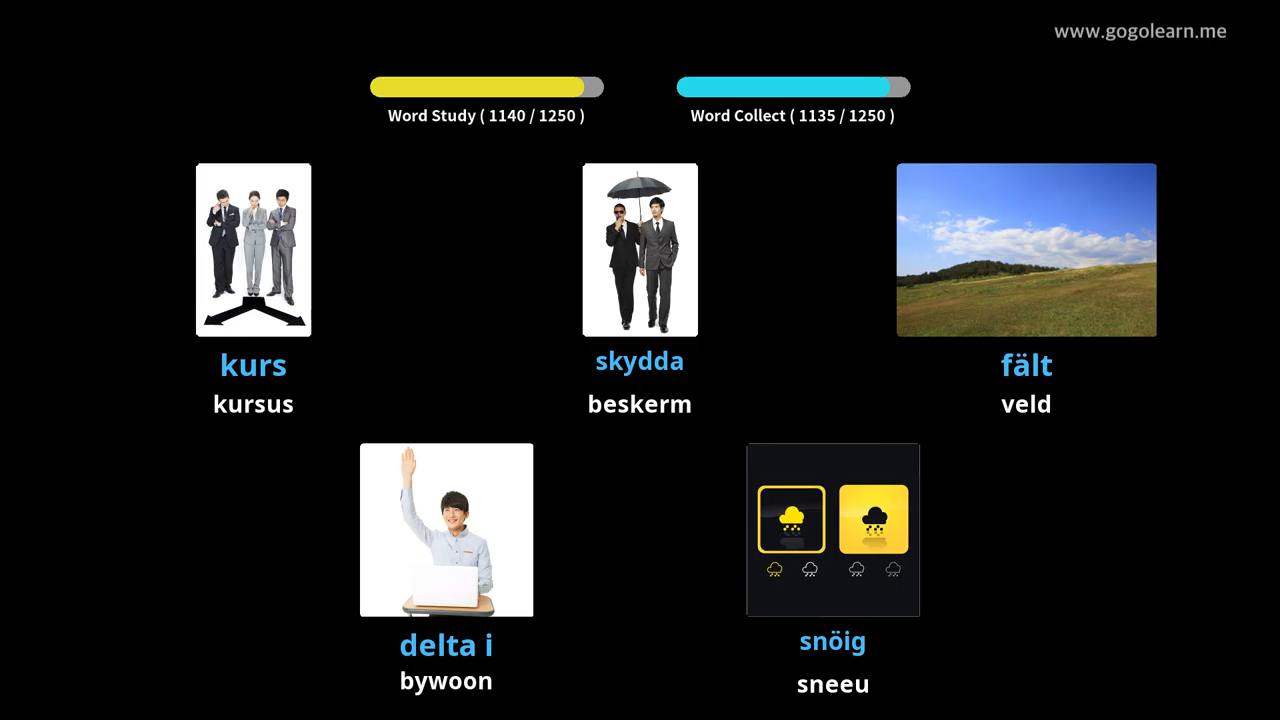 www.gogolearn.me
Word Study ( 1140 / 1250 )
Word Collect ( 1135 / 1250 )
kurs
kursus
skydda
beskerm
fält
veld
delta i
bywoon
snöig
sneeu